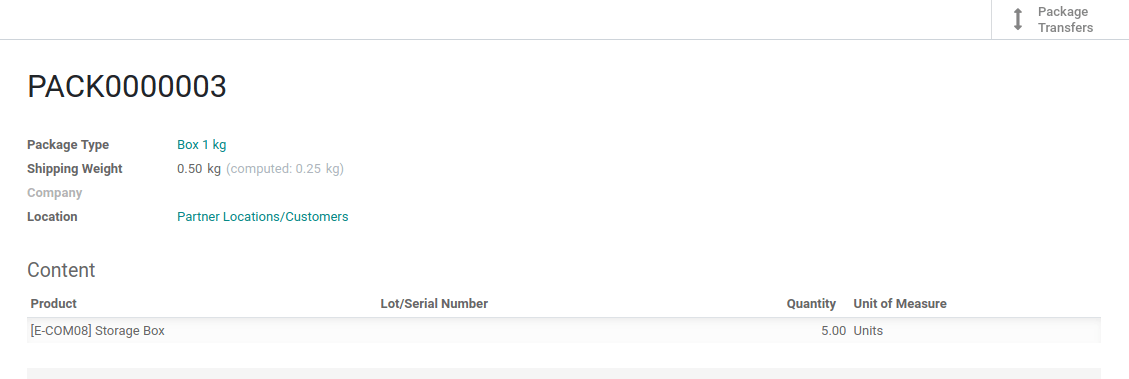 Package
Transfers
PACK0000003
Package Type Box 1 kg
Shipping Weight 0.50 kg (computed: 0.25 kg)
Company
Location Partner Locations/Customers
Content
Product Lot/Serial Number Quantity Unit of Measure
[E-COM08] Storage Box 5.00 Units